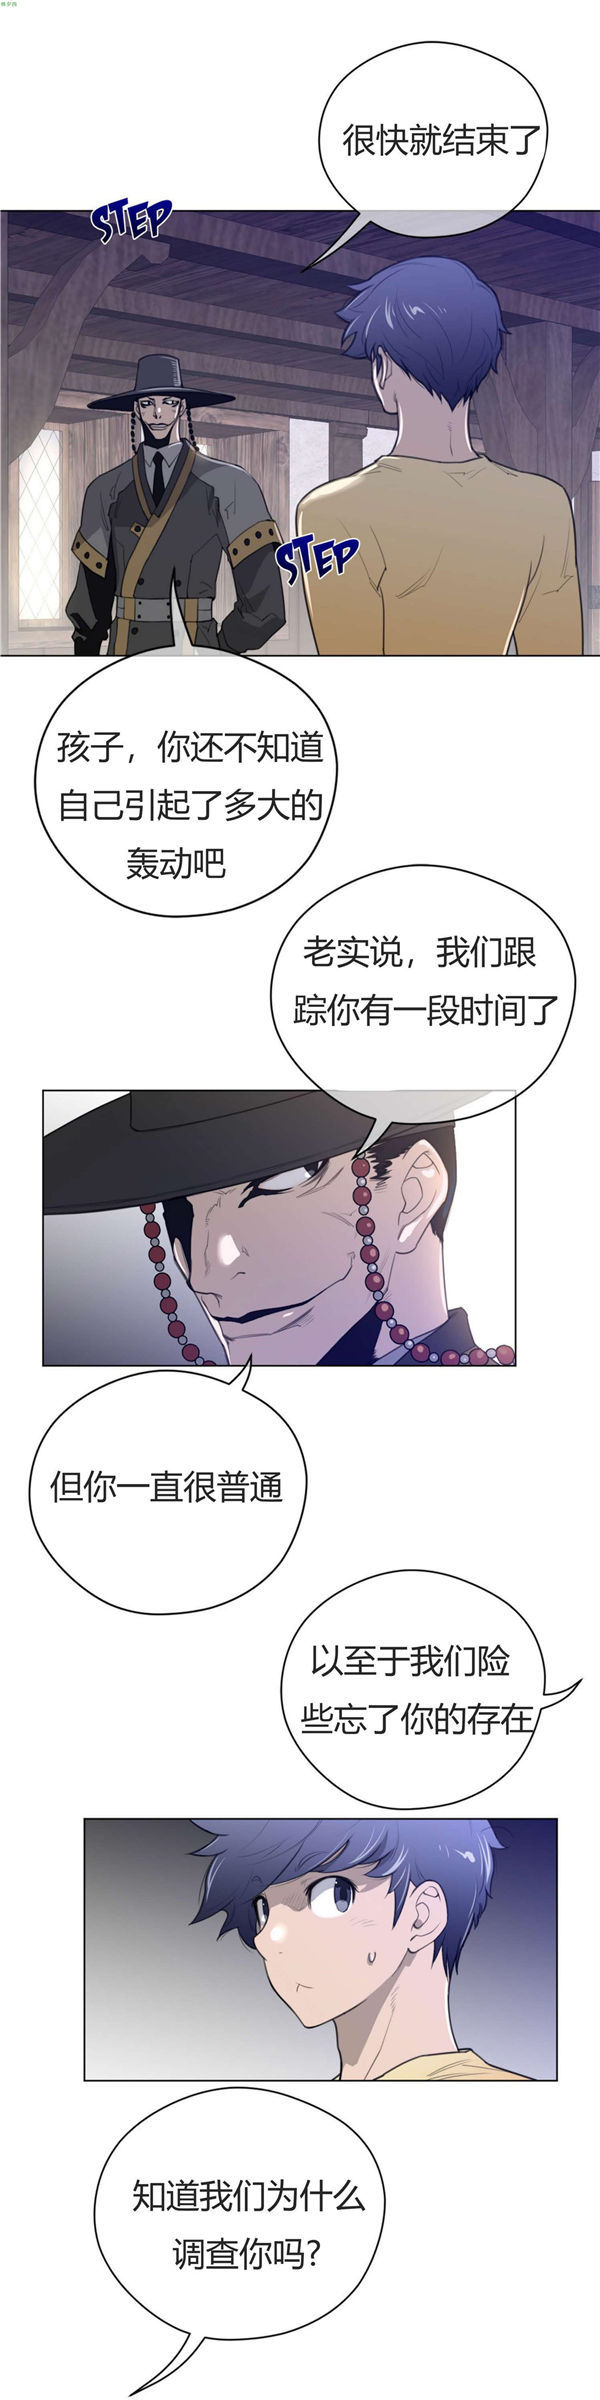 很快就结束了
STEP
STEP
孩子，你还不知道
自己引起了多大的
轰动吧
老实说，我们跟
踪你有一段时间了
但你一直很普通
以至于我们险
些忘了你的存在
知道我们为什么
调查你吗?